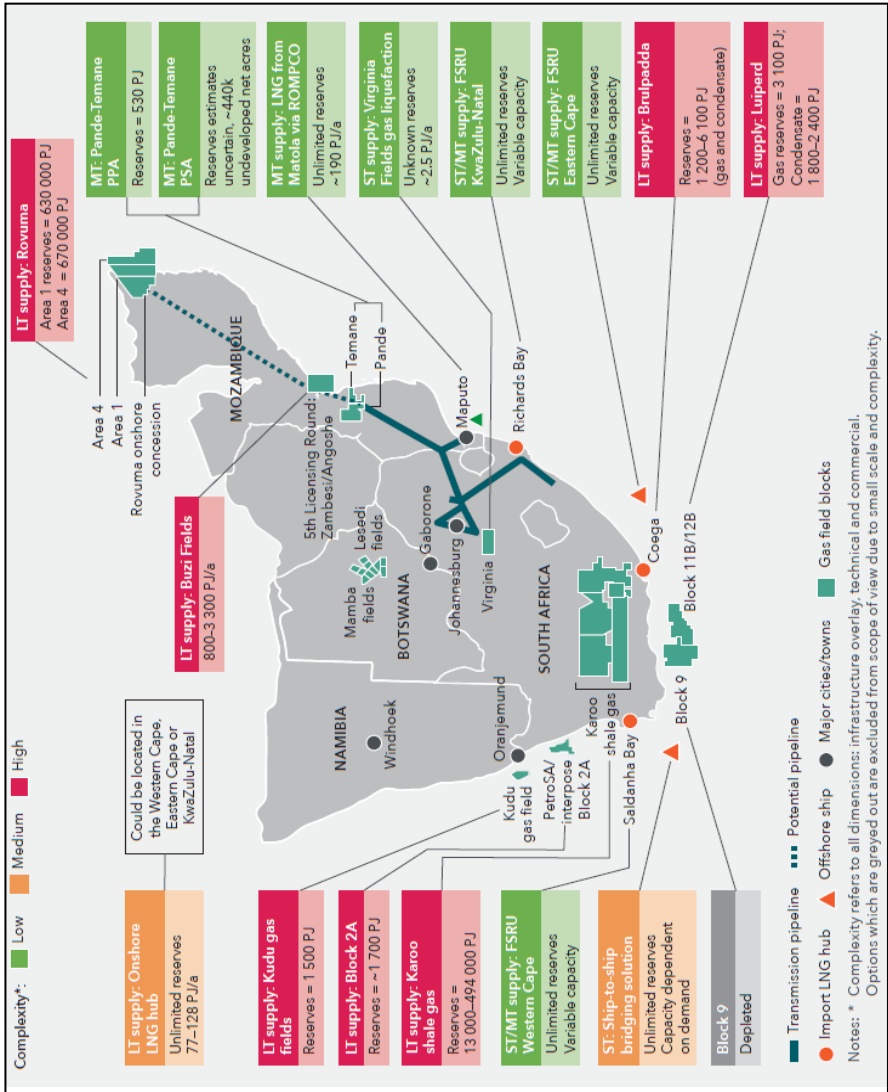 Complexity*:
Low
Medium
High
LT supply: Onshore
LNG hub
Unlimited reserves
77–128 PJ/a
Could be located in
the Western Cape,
Eastern Cape or
KwaZulu-Natal
LT supply: Buzi Fields
800–3 300 PJ/a
LT supply: Rovuma
Area 1 reserves = 630 000 PJ
Area 4 = 670 000 PJ
MT: Pande-Temane
PPA
Reserves = 530 PJ
MT: Pande-Temane
PSA
Reserves estimates
uncertain, ~440k
undeveloped net acres
MT supply: LNG from
Matola via ROMPCO
Unlimited reserves
~190 PJ/a
ST supply: Virginia
Fields gas liquefaction
Unknown reserves
~2.5 PJ/a
ST/MT supply: FSRU
KwaZulu-Natal
Unlimited reserves
Variable capacity
ST/MT supply: FSRU
Eastern Cape
Unlimited reserves
Variable capacity
LT supply: Brulpadda
Reserves =
1 200–6 100 PJ
(gas and condensate)
LT supply: Luiperd
Gas reserves = 3 100 PJ;
Condensate =
1 800–2 400 PJ
LT supply: Kudu gas
fields
Reserves = 1 500 PJ
LT supply: Block 2A
Reserves = ~1 700 PJ
LT supply: Karoo
shale gas
Reserves =
13 000–494 000 PJ
ST/MT supply: FSRU
Western Cape
Unlimited reserves
Variable capacity
ST: Ship-to-ship
bridging solution
Unlimited reserves
Capacity dependent
on demand
Block 9
Depleted
Area 4
Area 1
Rovuma onshore
concession
MOZAMBIQUE
5th Licensing Round:
Zambesi/Angoshe
Temane
Pande
Mamba
fields
Lesedi
fields
BOTSWANA
Gaborone
Johannesburg
Maputo
Virginia
Richards Bay
NAMIBIA
Windhoek
Oranjemund
SOUTH AFRICA
Kudu
gas field
PetroSA/
interpose
Block 2A
Karoo
shale gas
Saldanha Bay
Coega
Block 9
Block 11B/12B
Transmission pipeline
Potential pipeline
Import LNG hub
Offshore ship
Major cities/towns
Gas field blocks
Notes: * Complexity refers to all dimensions: infrastructure overlay, technical and commercial.
Options which are greyed out are excluded from scope of view due to small scale and complexity.